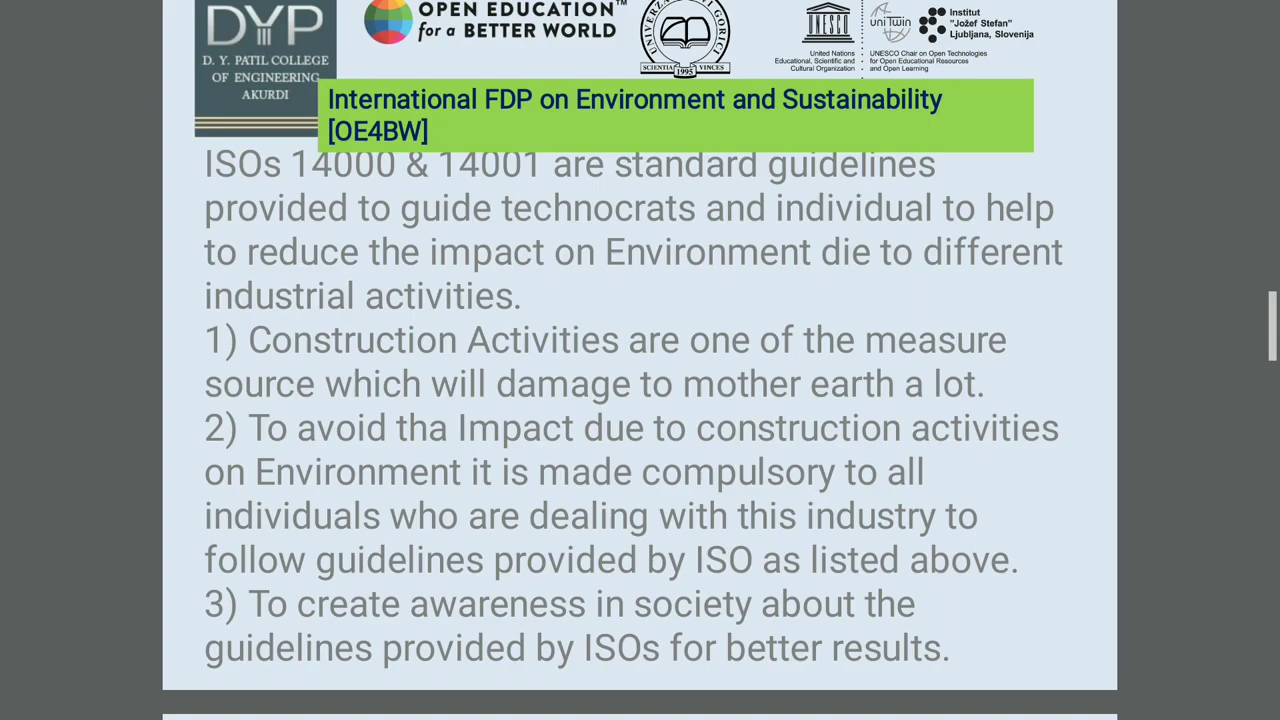 DYP
D. Y. PATIL COLLEGE
OF ENGINEERING
AKURDI
OPEN EDUCATION™
for a BETTER WORLD
SCIENTIA VINCES
1995
UNESCO
United Nations
Educational, Scientific and
Cultural Organization
uniTwin
UNESCO Chair on Open Technologies
for Open Educational Resources
and Open Learning
Institut
"Jožef Stefan"
Ljubljana, Slovenija
International FDP on Environment and Sustainability
[OE4BW]
ISOs 14000 & 14001 are standard guidelines
provided to guide technocrats and individual to help
to reduce the impact on Environment die to different
industrial activities.
1) Construction Activities are one of the measure
source which will damage to mother earth a lot.
2) To avoid tha Impact due to construction activities
on Environment it is made compulsory to all
individuals who are dealing with this industry to
follow guidelines provided by ISO as listed above.
3) To create awareness in society about the
guidelines provided by ISOs for better results.